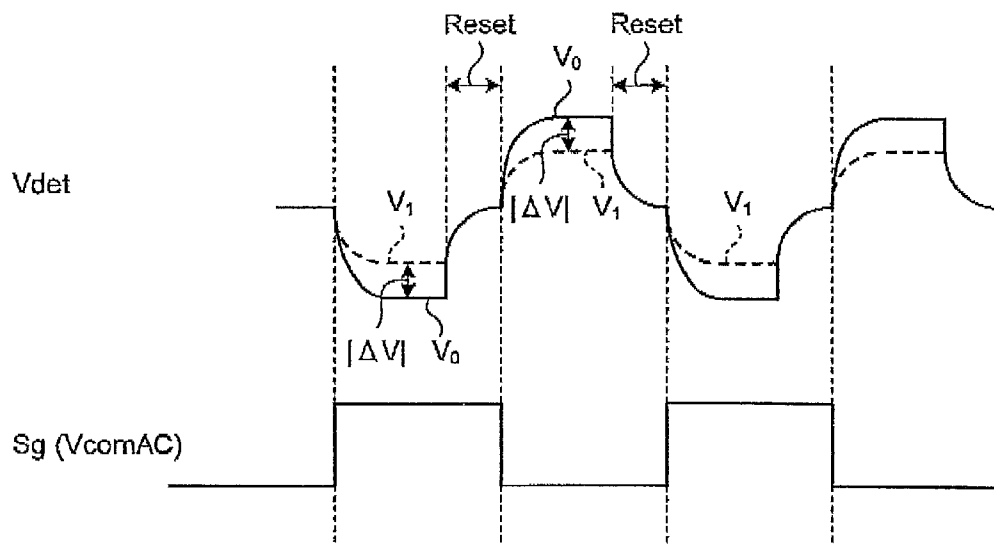 Reset Reset
V₀
Vdet
V₁ |ΔV| V₁ V₁
|ΔV| V₀
Sg (VcomAC)